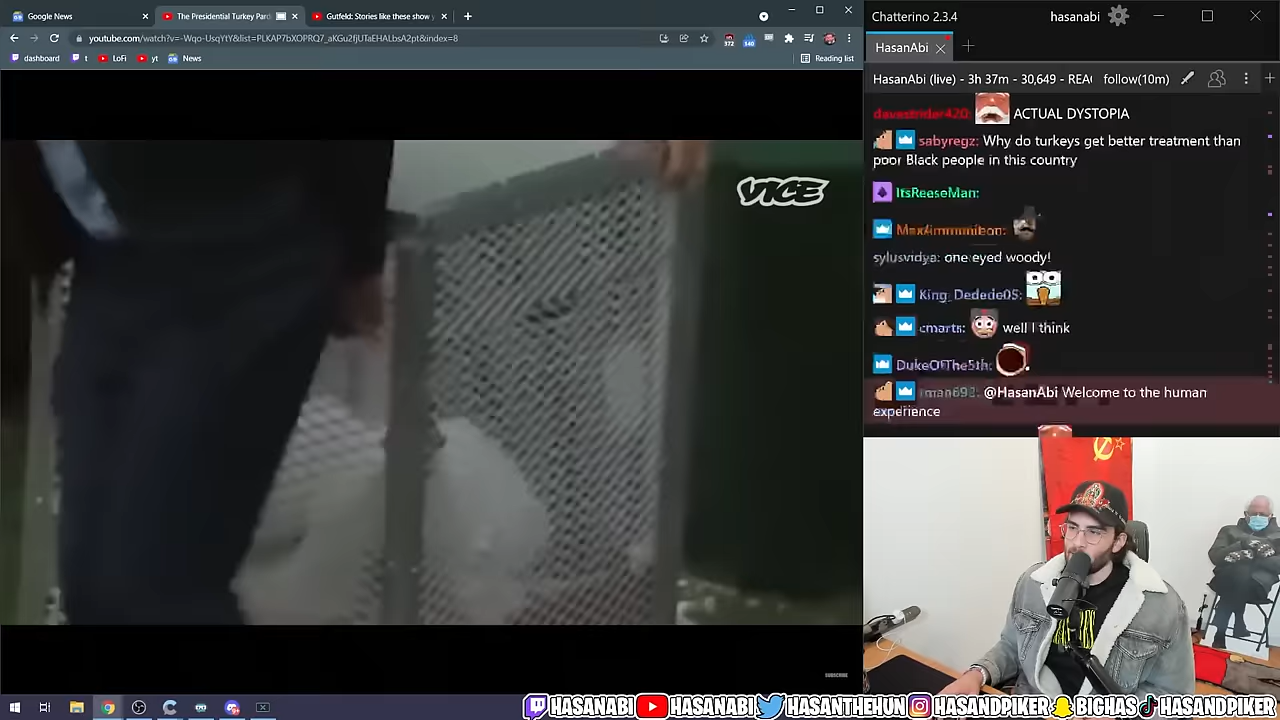 Google News
The Presidential Turkey Pard
Gutfeld: Stories like these show y
youtube.com/watch?v=-Wqo-UsqYtY&list=PLKAP7bXOPRQ7_aKGu2fJUTaEHALbsA2pt&index=8
372
140
dashboard
t
LoFi
yt
News
Reading list
VICE
SUBSCRIBE
Chatterino 2.3.4
hasanabi
HasanAbi
HasanAbi (live) - 3h 37m - 30,649 - REA(
follow(10m)
davestrider420: ACTUAL DYSTOPIA
sabyregz: Why do turkeys get better treatment than
poor Black people in this country
ItsReeseMan:
sylusvidya: one eyed woody!
King_Dedede05:
cmarts: well I think
DukeOfThe5th:
@HasanAbi Welcome to the human
experience
HASANABI
HASANABI
HASANTHEHUN
HASANDPIKER
BIGHAS
HASANDPIKER